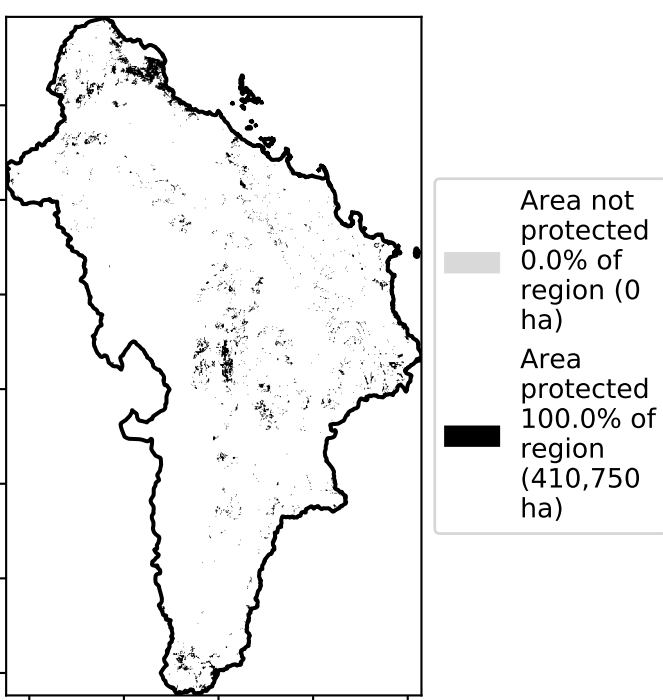 Area not
protected
0.0% of
region (0
ha)
Area
protected
100.0% of
region
(410,750
ha)